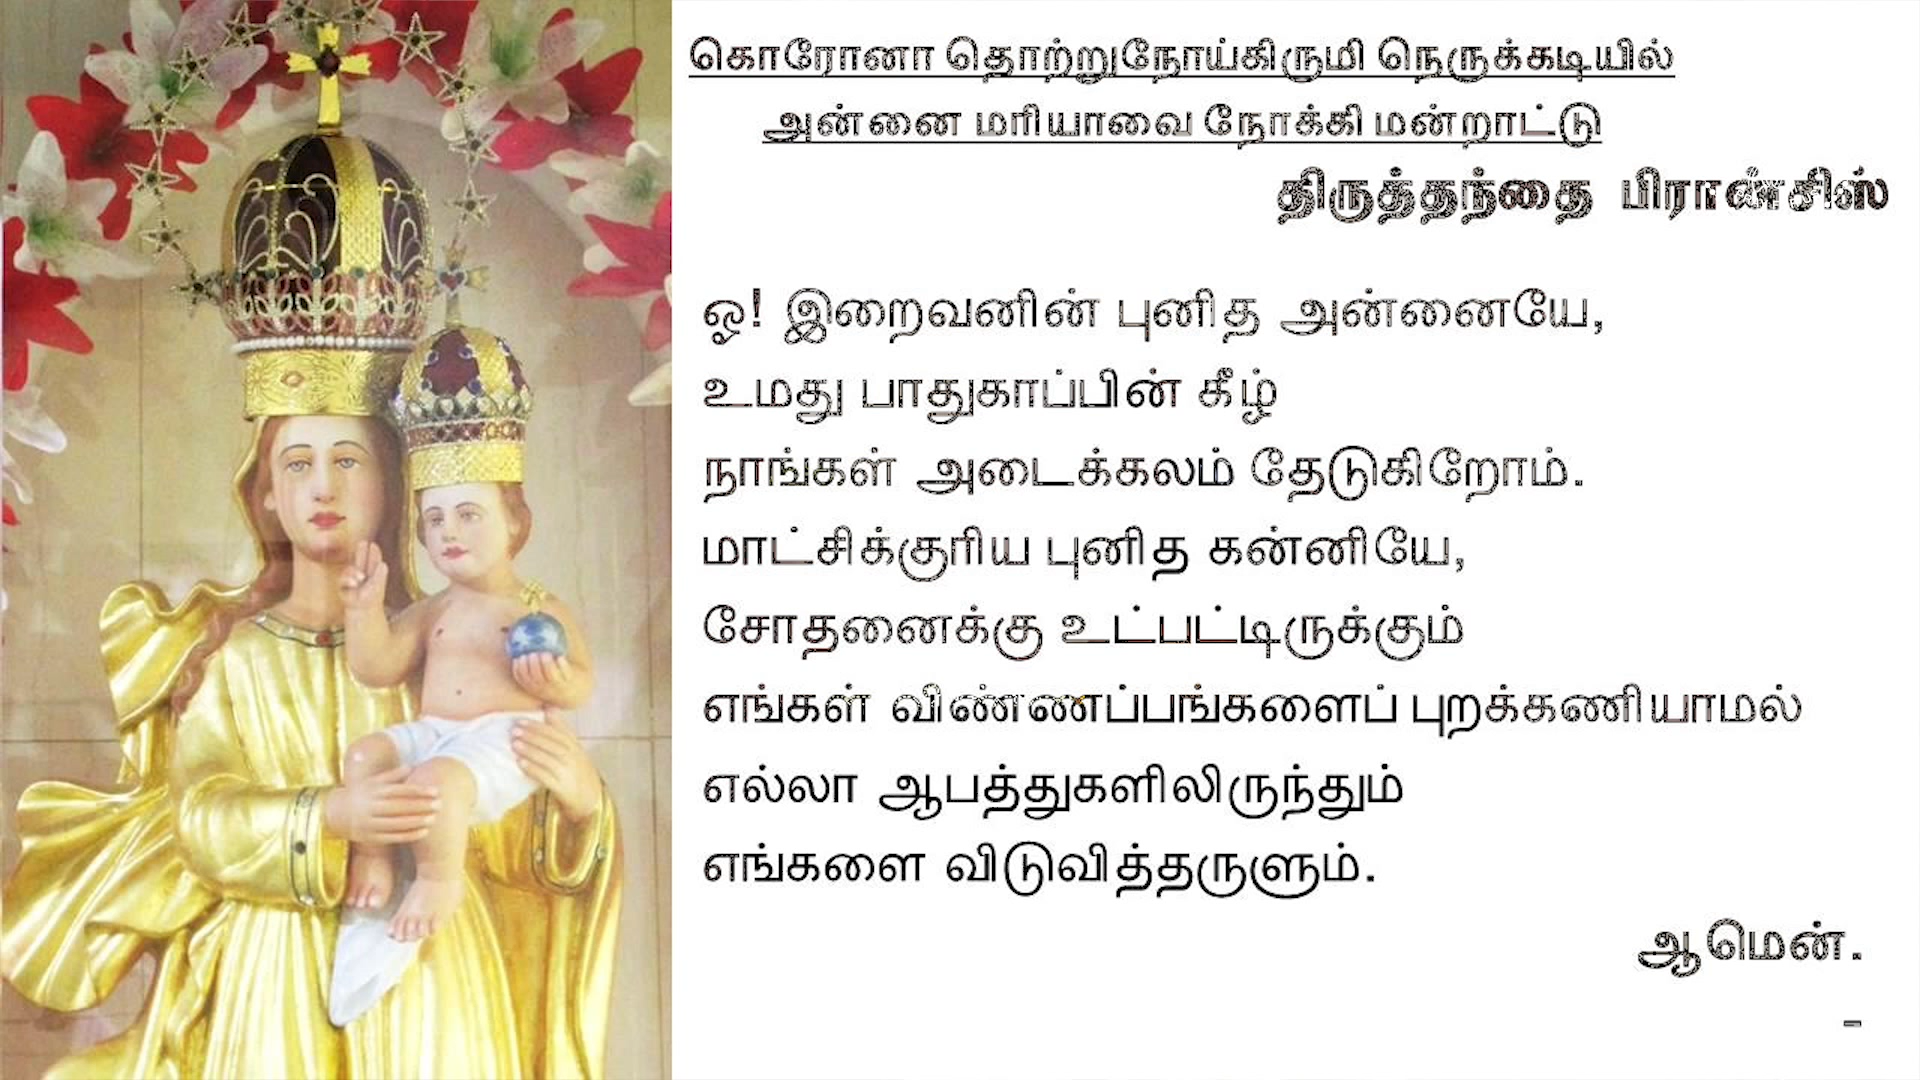 கொரோனா தொற்றுநோய்கிருமி நெருக்கடியில்
அன்னை மரியாவை நோக்கி மன்றாட்டு
திருத்தந்தை பிரான்சிஸ்
ஓ! இறைவனின் புனித அன்னையே,
உமது பாதுகாப்பின் கீழ்
நாங்கள் அடைக்கலம் தேடுகிறோம்.
மாட்சிக்குரிய புனித கன்னியே,
சோதனைக்கு உட்பட்டிருக்கும்
எங்கள் விண்ணப்பங்களைப் புறக்கணியாமல்
எல்லா ஆபத்துகளிலிருந்தும்
எங்களை விடுவித்தருளும்.
ஆமென்.
-